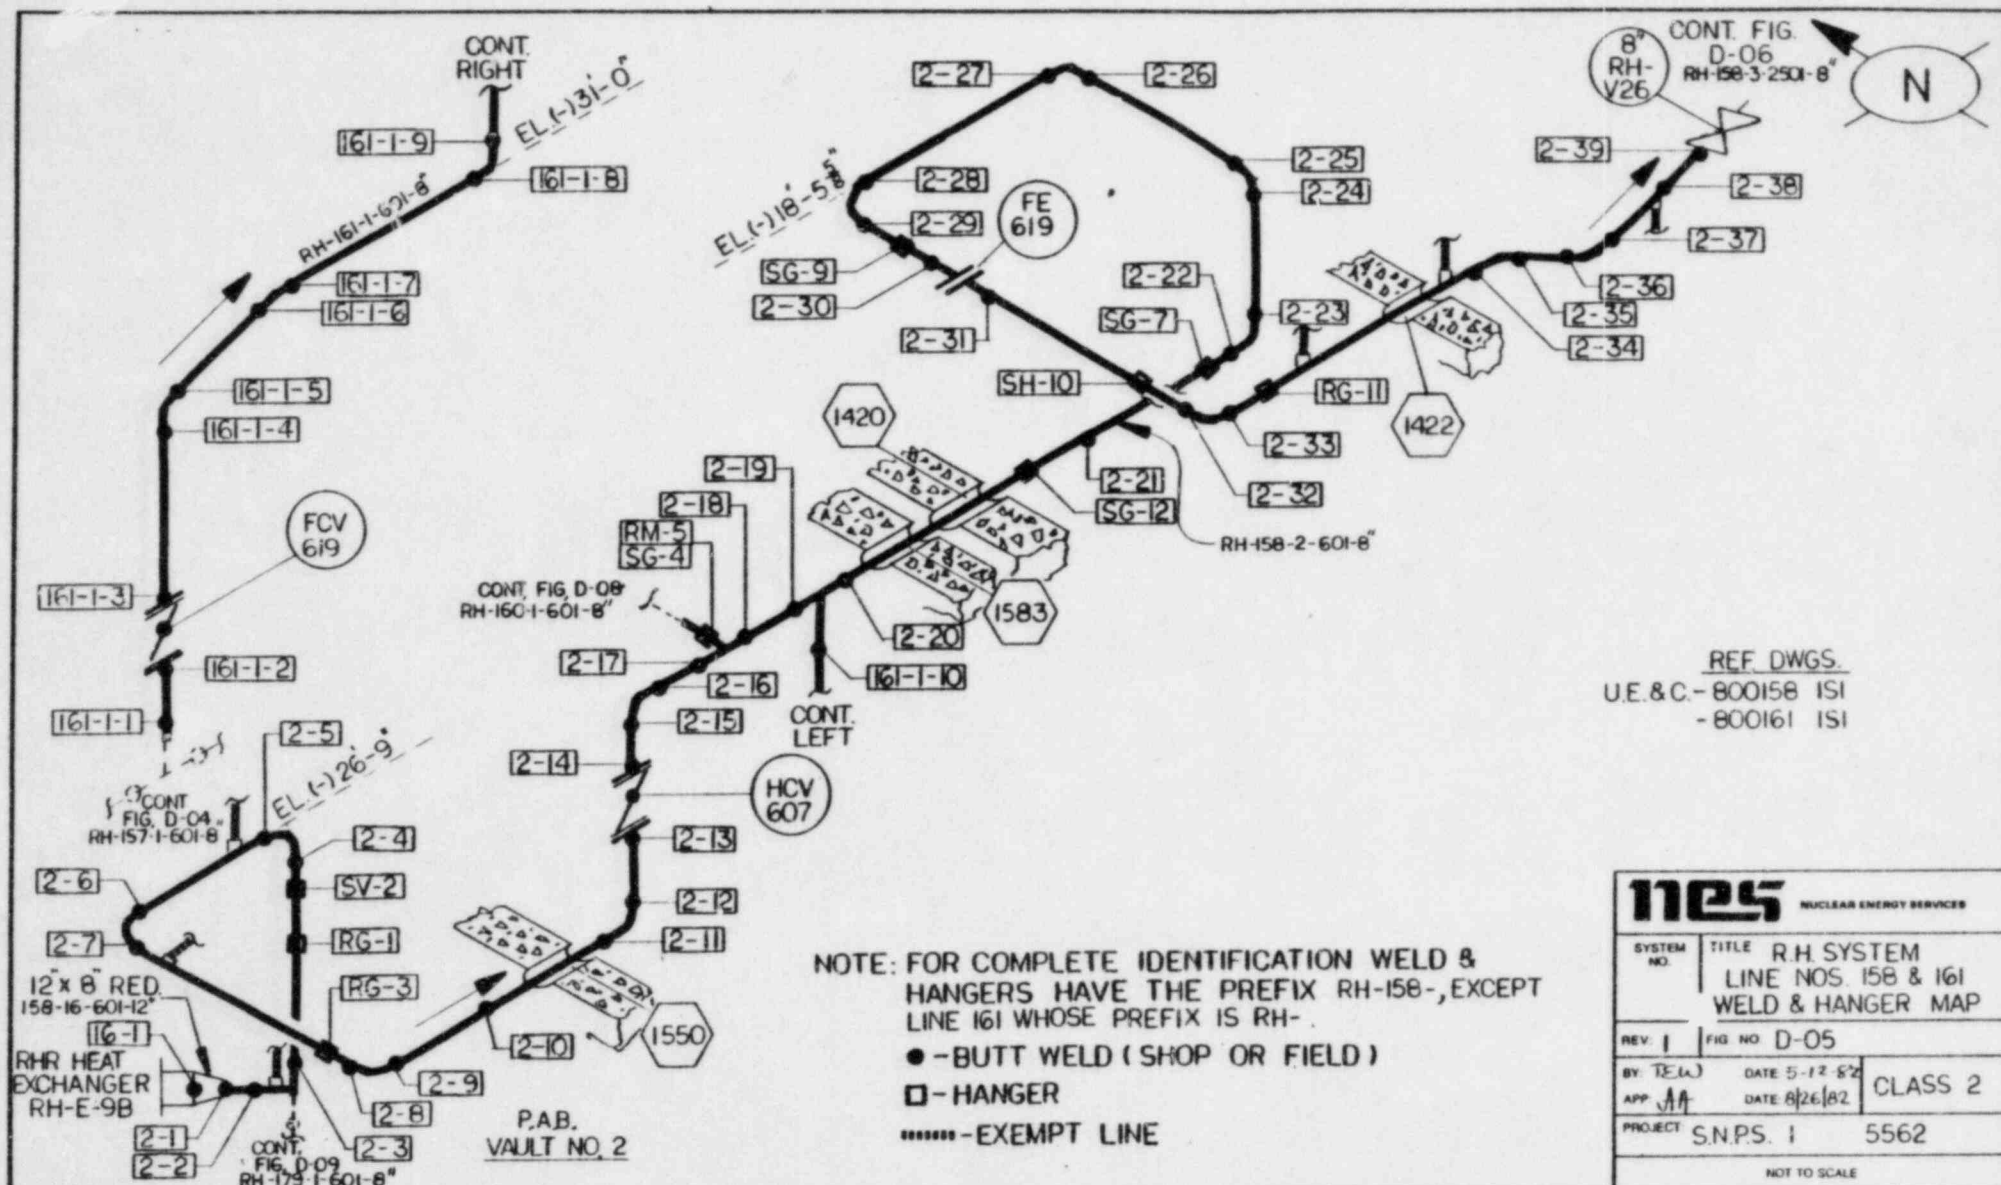 CONT.
RIGHT
EL.(-)31'-0"
161-1-9
161-1-8
RH-161-1-601-8"
161-1-7
161-1-6
161-1-5
161-1-4
FCV
619
161-1-3
161-1-2
161-1-1
2-27
2-26
2-25
2-24
2-28
2-29
EL.(-)18'-5 5/8"
FE
619
SG-9
2-30
2-31
2-22
2-23
SG-7
SH-10
RG-11
2-33
2-32
8"
RH-
V26
CONT. FIG.
D-06
RH-158-3-2501-8"
N
2-39
2-38
2-37
2-36
2-35
2-34
1422
1420
2-19
2-18
RM-5
SG-4
2-21
SG-12
RH-158-2-601-8"
CONT. FIG. D-08
RH-160-1-601-8"
1583
2-20
2-17
2-16
161-1-10
2-15
CONT.
LEFT
2-14
HCV
607
2-13
2-12
2-11
REF. DWGS.
U.E.&C.- 800158 ISI
- 800161 ISI
2-5
EL.(-)26'-9"
CONT
FIG. D-04
RH-157-1-601-8"
2-4
2-6
SV-2
RG-1
2-7
RG-3
12"x 8" RED.
158-16-601-12"
16-1
RHR HEAT
EXCHANGER
RH-E-9B
2-10
1550
2-9
2-8
2-1
2-2
2-3
CONT.
FIG. D-09
RH-179-1-601-8"
P.A.B.
VAULT NO. 2
NOTE: FOR COMPLETE IDENTIFICATION WELD &
HANGERS HAVE THE PREFIX RH-158-, EXCEPT
LINE 161 WHOSE PREFIX IS RH-.
- BUTT WELD (SHOP OR FIELD)
- HANGER
- EXEMPT LINE
nes NUCLEAR ENERGY SERVICES
SYSTEM NO.
TITLE R.H. SYSTEM
LINE NOS. 158 & 161
WELD & HANGER MAP
REV. 1 FIG NO. D-05
BY: TEW DATE 5-12-82
APP. AA DATE 8/26/82
CLASS 2
PROJECT S.N.P.S. 1 5562
NOT TO SCALE